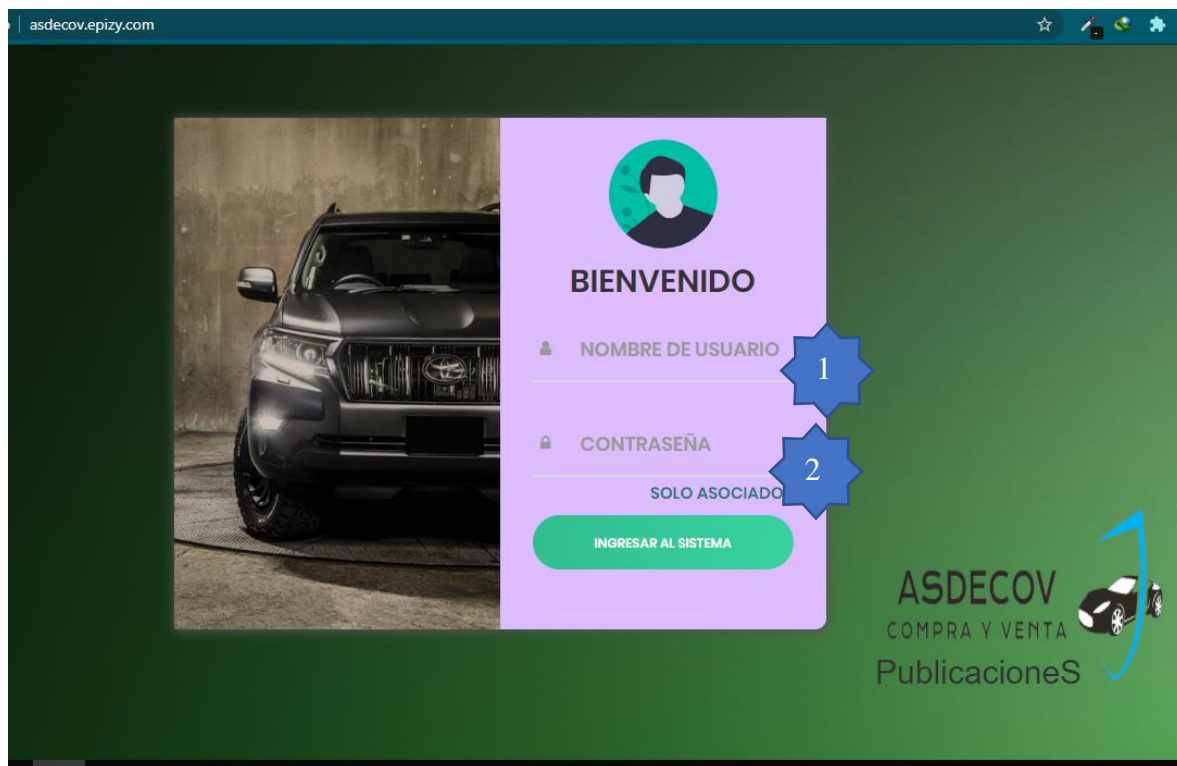 asdecov.epizy.com
BIENVENIDO
NOMBRE DE USUARIO
1
CONTRASEÑA
2
SOLO ASOCIADO
INGRESAR AL SISTEMA
ASDECOV
COMPRA Y VENTA
PublicacioneS